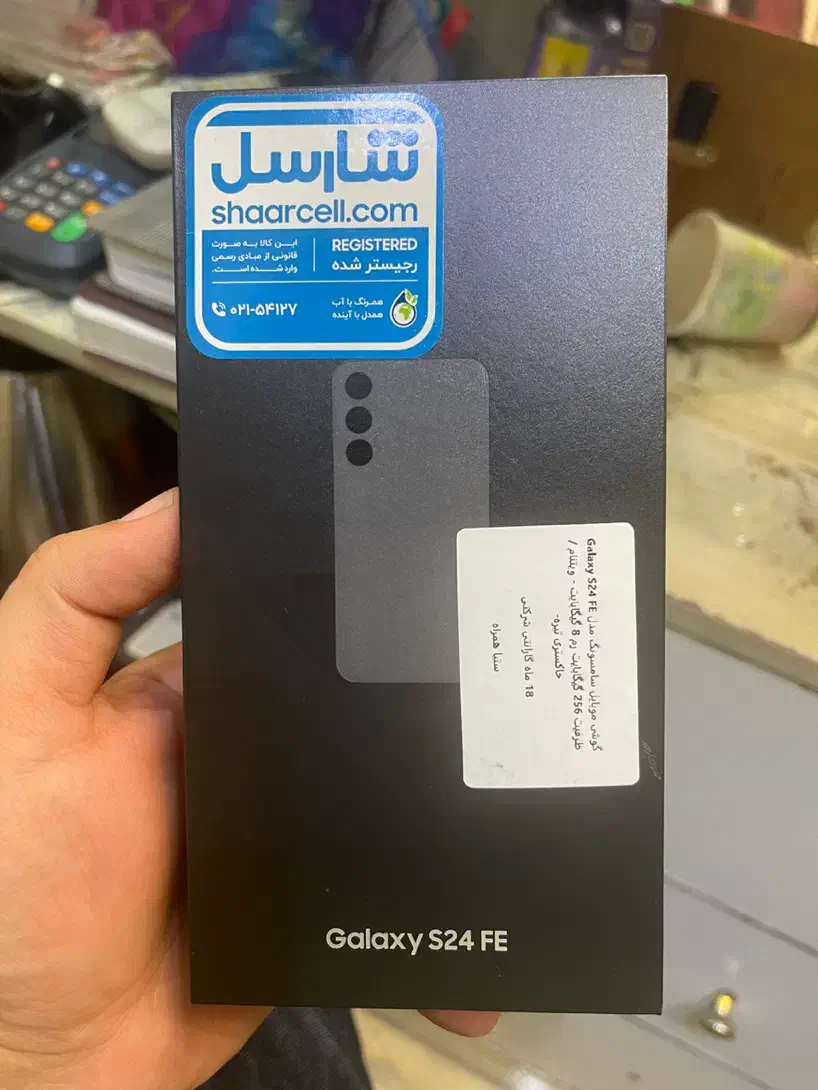 شارسل
shaarcell.com
REGISTERED
رجیستر شده
این کالا به صورت
قانونی از مبادی رسمی
وارد شده است.
همرنگ با آب
همدل با آینده
۰۲۱-۵۴۱۲۷
گوشی موبایل سامسونگ مدل Galaxy S24 FE
ظرفیت 256 گیگابایت رم 8 گیگابایت - ویتنام /
خاکستری تیره-
18 ماه گارانتی شرکتی
ستبا همراه
Galaxy S24 FE